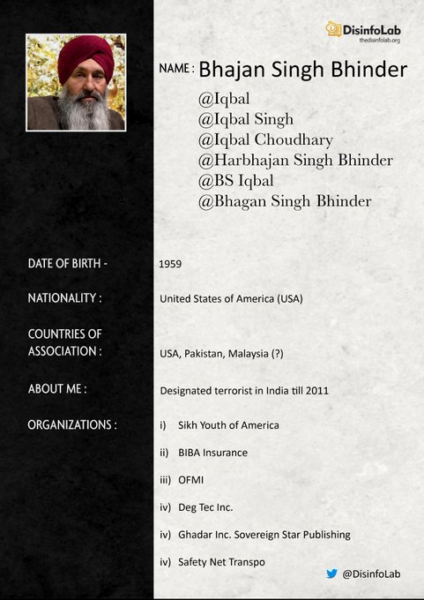 DisinfoLab
thedisinfolab.org
NAME : Bhajan Singh Bhinder
@Iqbal
@Iqbal Singh
@Iqbal Choudhary
@Harbhajan Singh Bhinder
@BS Iqbal
@Bhagan Singh Bhinder
DATE OF BIRTH - 1959
NATIONALITY : United States of America (USA)
COUNTRIES OF
ASSOCIATION : USA, Pakistan, Malaysia (?)
ABOUT ME : Designated terrorist in India till 2011
ORGANIZATIONS : i) Sikh Youth of America
ii) BIBA Insurance
iii) OFMI
iv) Deg Tec Inc.
iv) Ghadar Inc. Sovereign Star Publishing
iv) Safety Net Transpo
@DisinfoLab